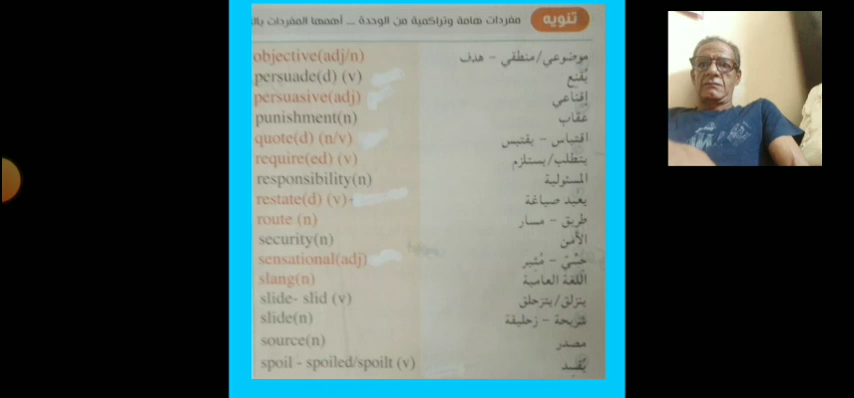 تنويه
مفردات هامة وتراكمية من الوحدة ... أهمها المفردات
objective(adj/n) موضوعي/منطقي - هدف
persuade(d) (v) يُقنع
persuasive(adj) إقناعي
punishment(n) عقاب
quote(d) (n/v) اقتباس - يقتبس
require(ed) (v) يتطلب/يستلزم
responsibility(n) المسئولية
restate(d) (v)- يعيد صياغة
route (n) طريق - مسار
security(n) الأمن
sensational(adj) حسّيّ - مُثير
slang(n) اللغة العامية
slide- slid (v) ينزلق/يتزحلق
slide(n) شريحة - زحليقة
source(n) مصدر
spoil - spoiled/spoilt (v) يُفسد